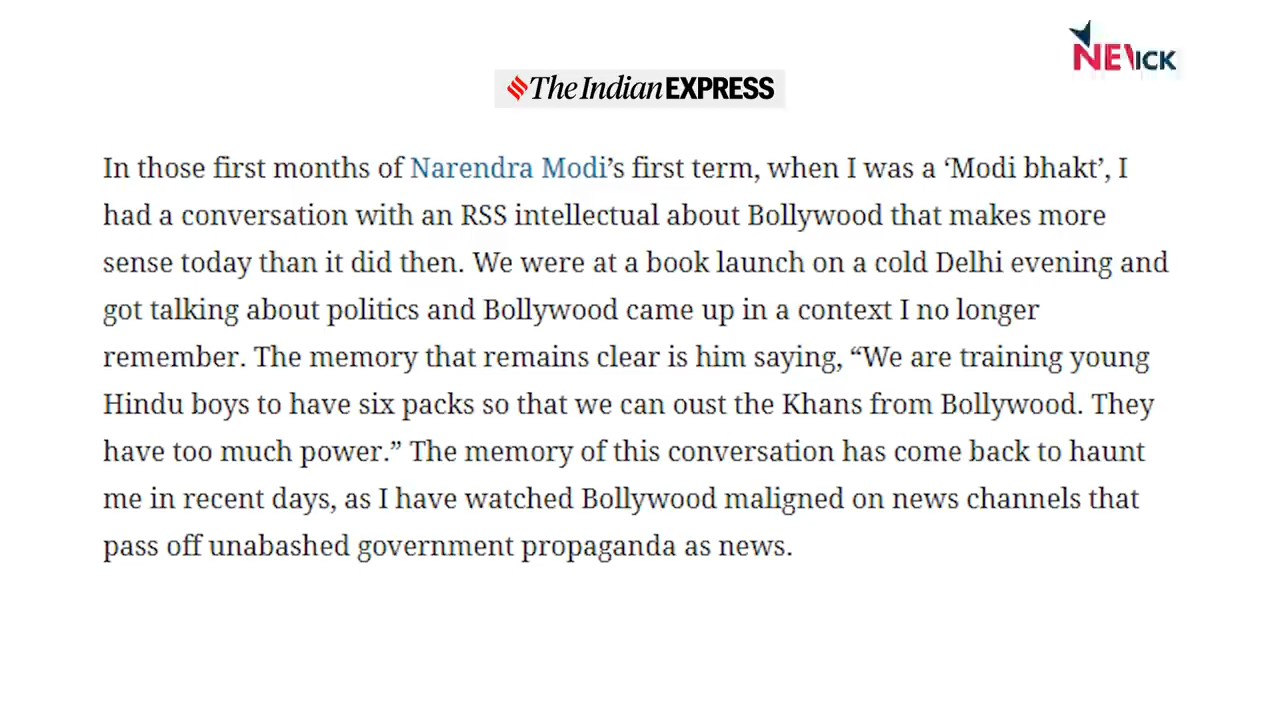 NEWICK
The Indian EXPRESS
In those first months of Narendra Modi’s first term, when I was a ‘Modi bhakt’, I
had a conversation with an RSS intellectual about Bollywood that makes more
sense today than it did then. We were at a book launch on a cold Delhi evening and
got talking about politics and Bollywood came up in a context I no longer
remember. The memory that remains clear is him saying, “We are training young
Hindu boys to have six packs so that we can oust the Khans from Bollywood. They
have too much power.” The memory of this conversation has come back to haunt
me in recent days, as I have watched Bollywood maligned on news channels that
pass off unabashed government propaganda as news.